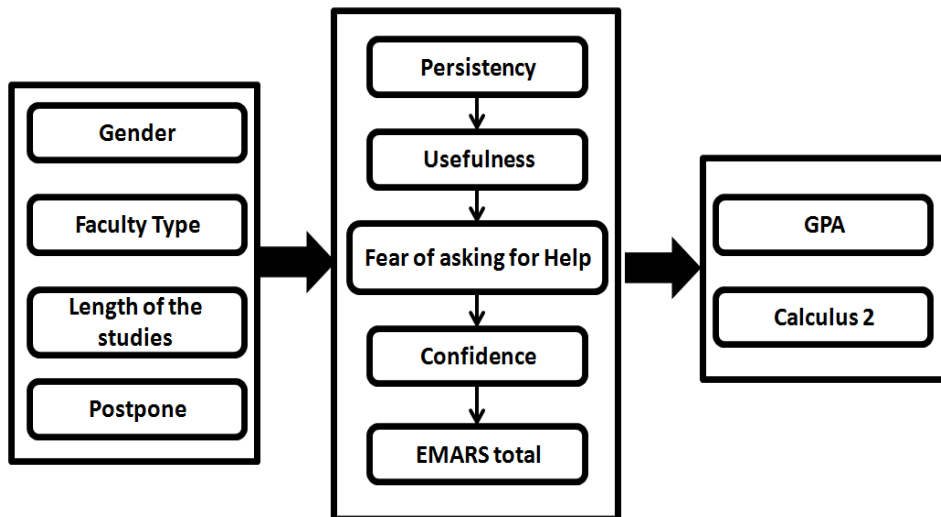 Gender
Faculty Type
Length of the
studies
Postpone
Persistency
Usefulness
Fear of asking for Help
Confidence
EMARS total
GPA
Calculus 2